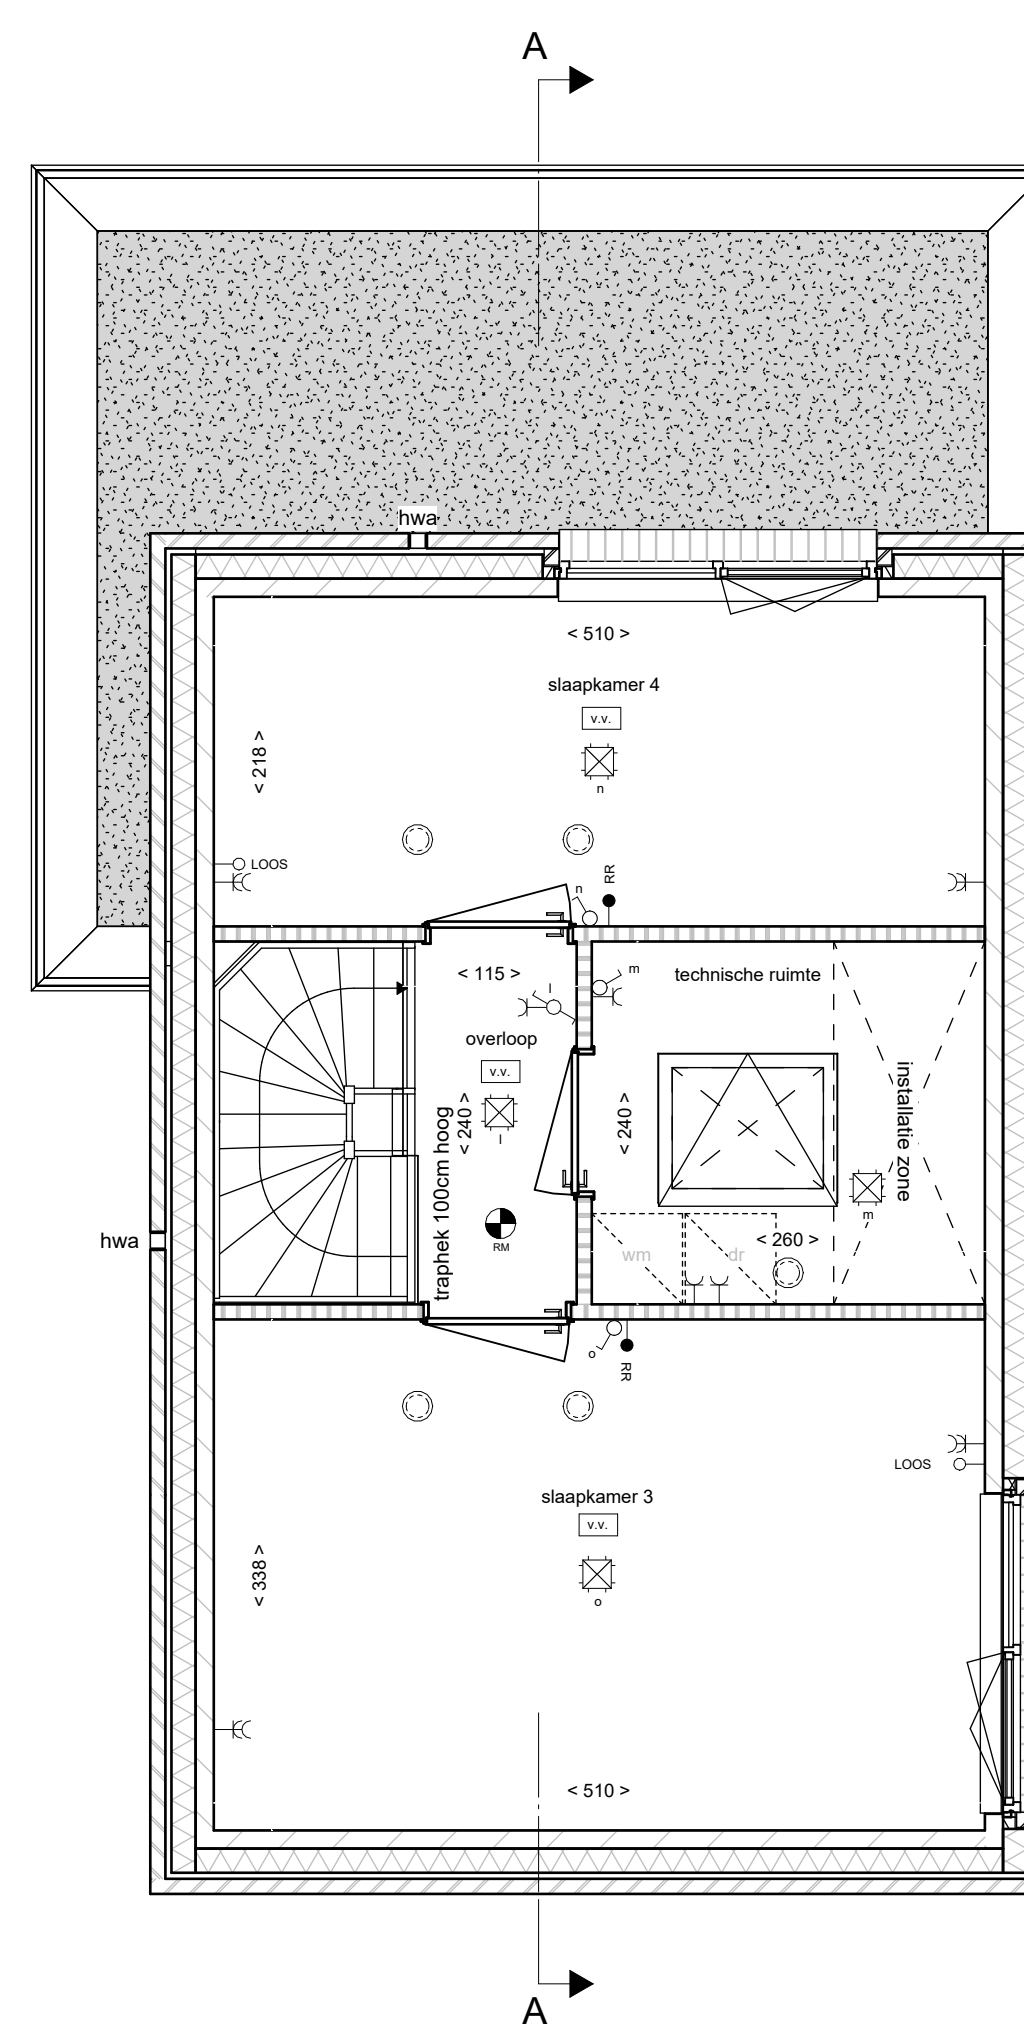 A
hwa
< 510 >
slaapkamer 4
v.v.
< 218 >
n
LOOS
RR
n
< 115 >
m
technische ruimte
l
overloop
v.v.
installatie zone
< 240 >
< 240 >
traphek 100cm hoog
l
m
RM
hwa
wm
dr
< 260 >
o
RR
LOOS
slaapkamer 3
v.v.
< 338 >
o
< 510 >
A